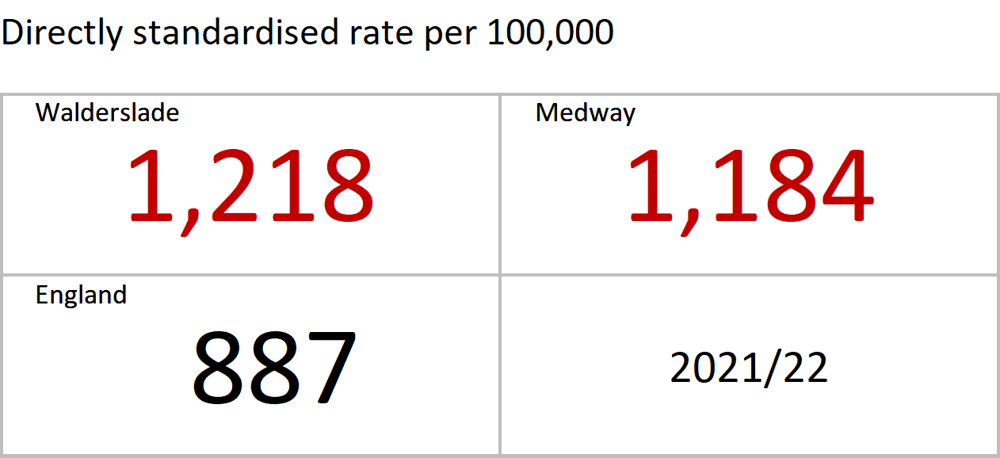 Directly standardised rate per 100,000
Walderslade
1,218
Medway
1,184
England
887
2021/22